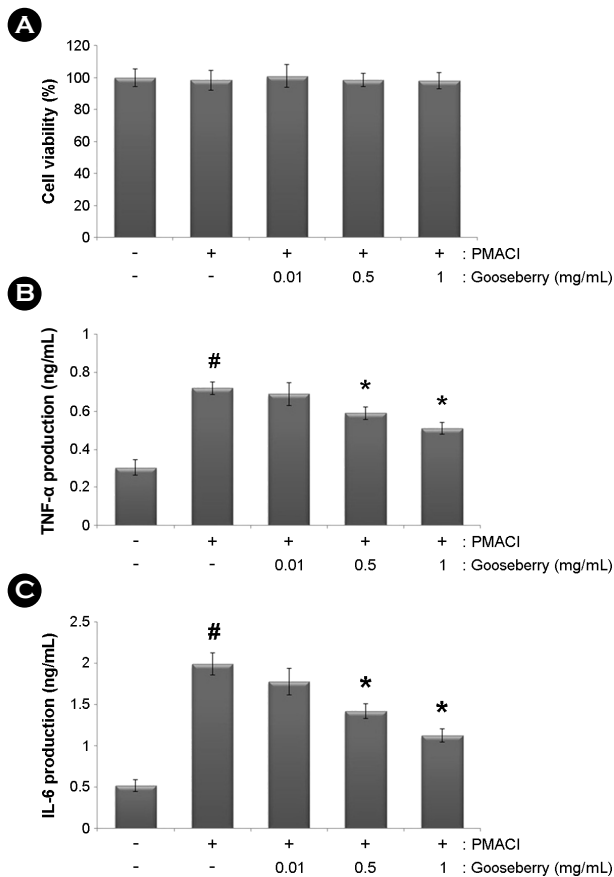 A
Cell viability (%)
120
100
80
60
40
20
0
- + + + + : PMACI
- - 0.01 0.5 1 : Gooseberry (mg/mL)
B
TNF-α production (ng/mL)
1
0.8
0.6
0.4
0.2
0
# * *
- + + + + : PMACI
- - 0.01 0.5 1 : Gooseberry (mg/mL)
C
IL-6 production (ng/mL)
2.5
2
1.5
1
0.5
0
# * *
- + + + + : PMACI
- - 0.01 0.5 1 : Gooseberry (mg/mL)